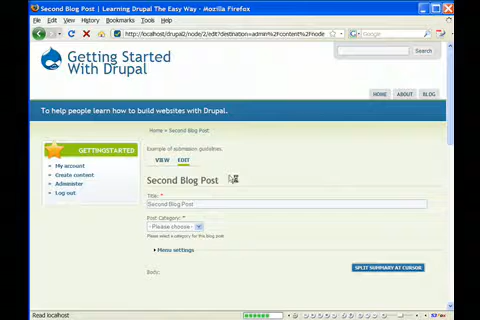 Second Blog Post | Learning Drupal The Easy Way - Mozilla Firefox
File Edit View History Bookmarks Tools Help
http://localhost/drupal2/node/2/edit?destination=admin%2Fcontent%2Fnode
Google
Getting Started
With Drupal
Search
HOME ABOUT BLOG
To help people learn how to build websites with Drupal.
Home » Second Blog Post
GETTINGSTARTED
My account
Create content
Administer
Log out
Example of submission guidelines.
VIEW EDIT
Second Blog Post
Title: *
Second Blog Post
Post Category: *
- Please choose -
Please select a category for this blog post
Menu settings
SPLIT SUMMARY AT CURSOR
Body:
Read localhost